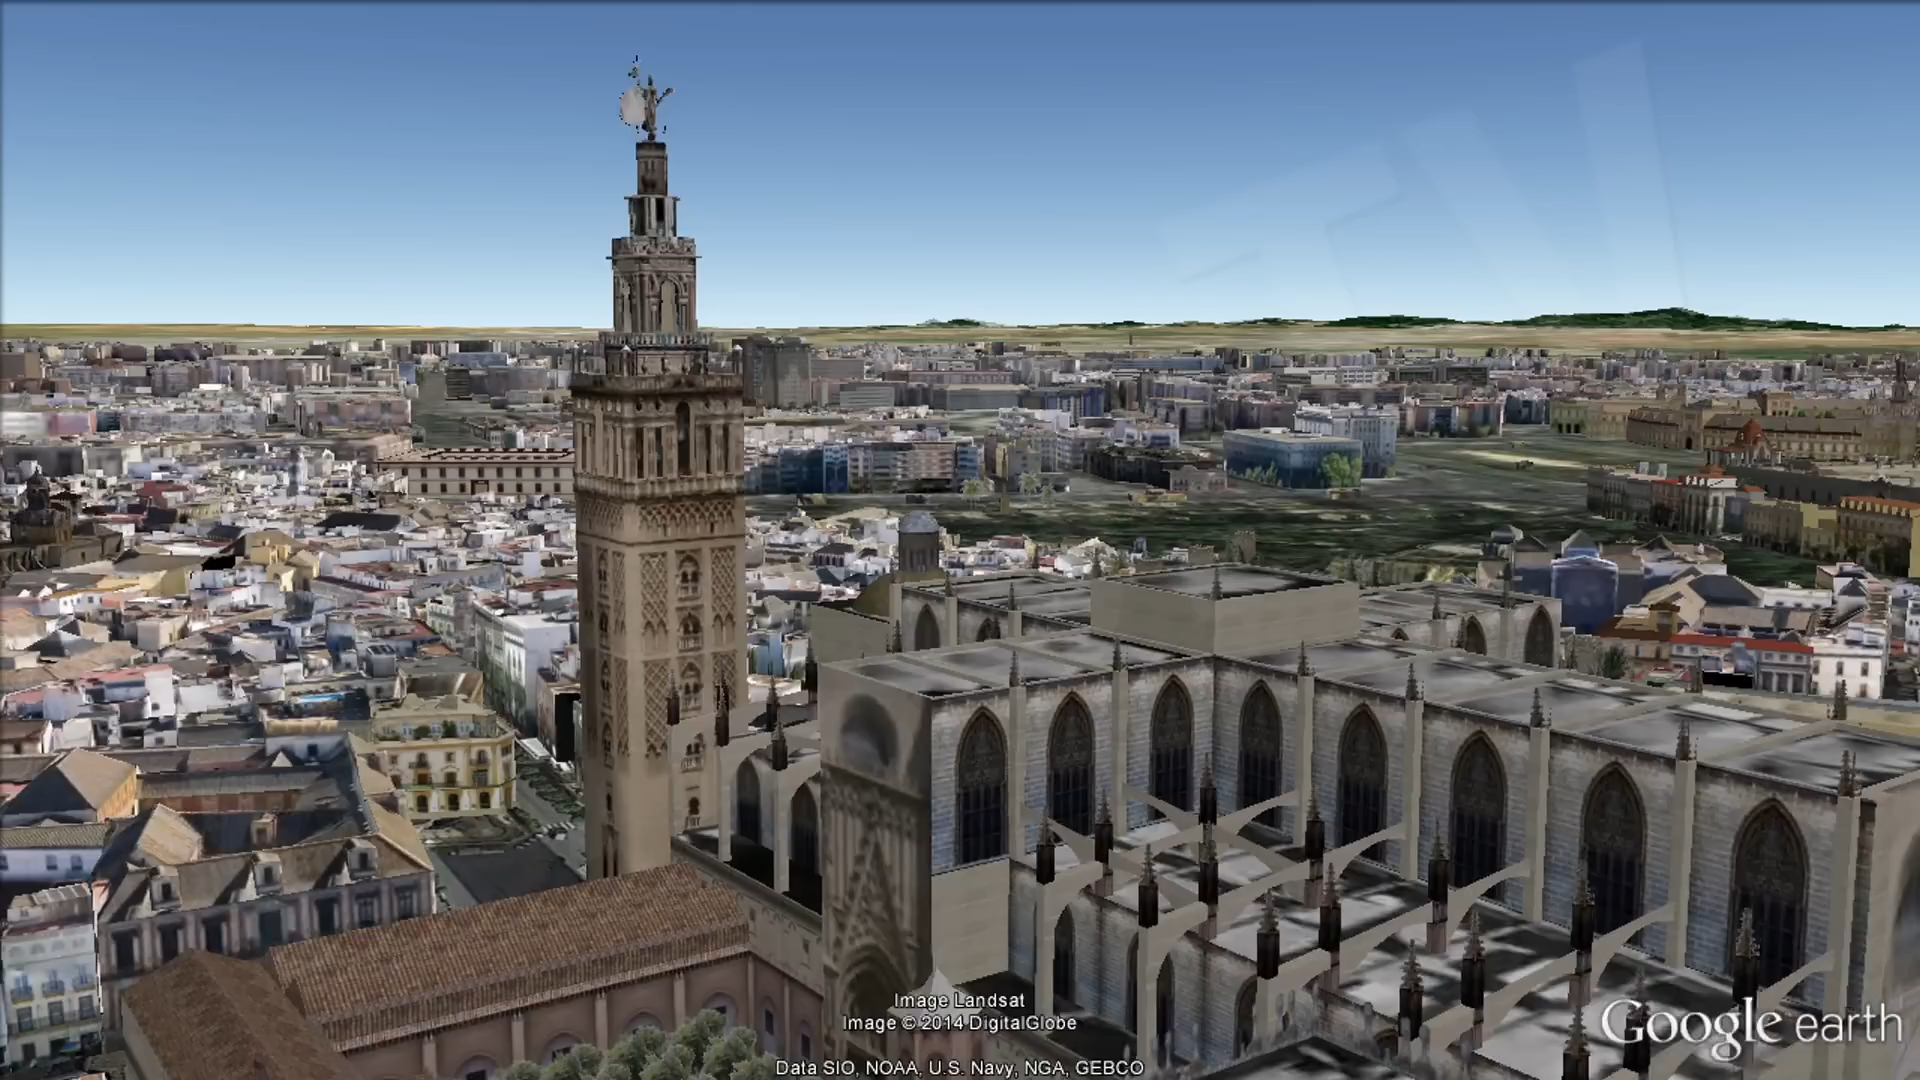 Image Landsat
Image © 2014 DigitalGlobe
Google earth
Data SIO, NOAA, U.S. Navy, NGA, GEBCO